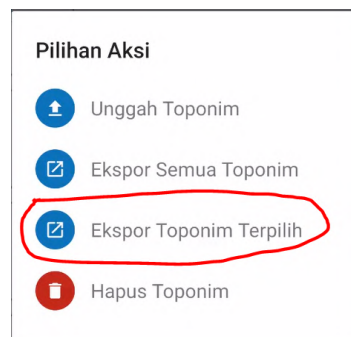 Pilihan Aksi
Unggah Toponim
Ekspor Semua Toponim
Ekspor Toponim Terpilih
Hapus Toponim